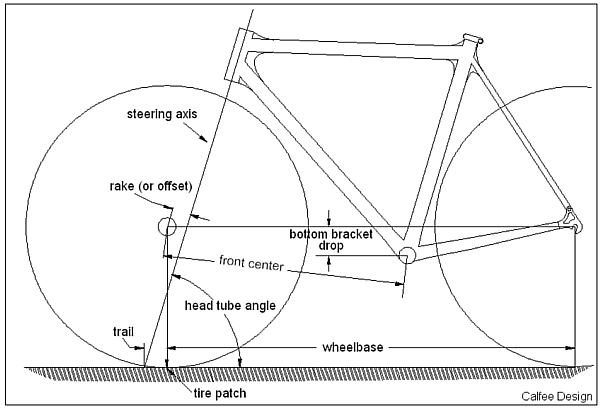 steering axis
rake (or offset)
bottom bracket
drop
front center
head tube angle
trail
wheelbase
tire patch
Calfee Design